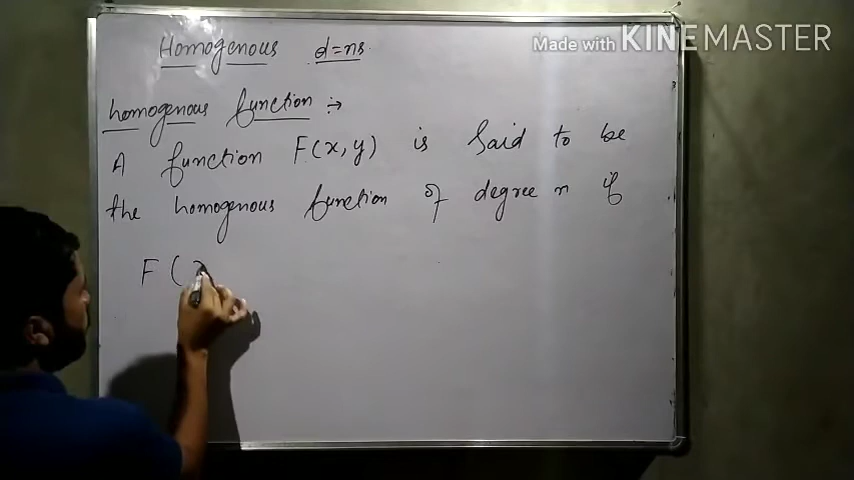 Homogenous d=ns.
Made with KINEMASTER
homogenous function :→
A function F(x, y) is said to be
the homogenous function of degree n if
F (